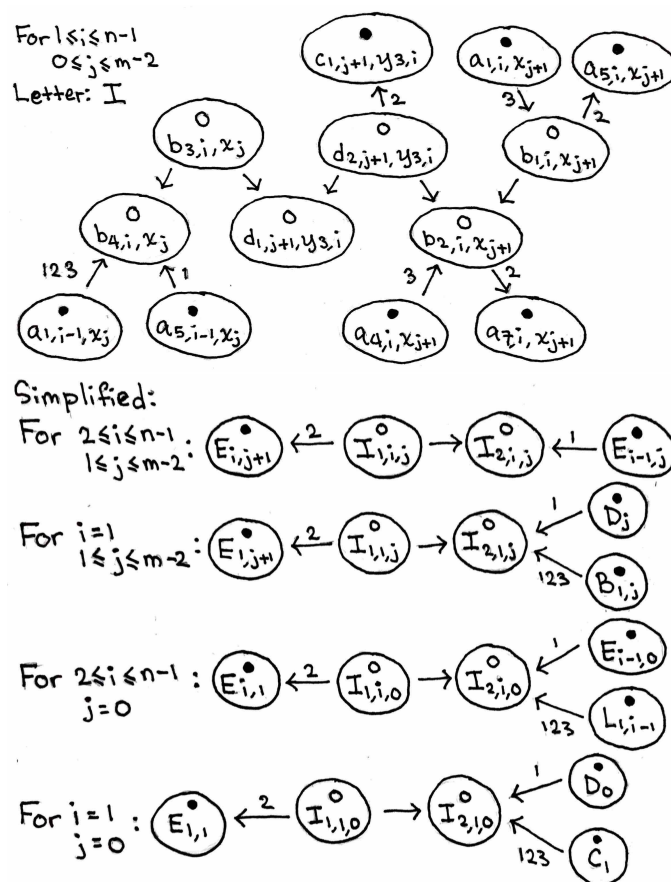 For 1≤i≤n-1
0≤j≤m-2
Letter: I
c₁,j+1,y₃,i
a₁,i,xⱼ₊₁
a₅,i,xⱼ₊₁
2
3
2
b₃,i,xⱼ
d₂,j+1,y₃,i
b₁,i,xⱼ₊₁
b₄,i,xⱼ
d₁,j+1,y₃,i
b₂,i,xⱼ₊₁
123
1
3
2
a₁,i-1,xⱼ
a₅,i-1,xⱼ
a₄,i,xⱼ₊₁
a₇,i,xⱼ₊₁
Simplified:
For 2≤i≤n-1
1≤j≤m-2 : Eᵢ,ⱼ₊₁ 2 I₁,ᵢ,ⱼ I₂,ᵢ,ⱼ 1 Eᵢ₋₁,ⱼ
1 Dⱼ
For i=1
1≤j≤m-2 : E₁,ⱼ₊₁ 2 I₁,₁,ⱼ I₂,₁,ⱼ
123 B₁,ⱼ
1 Eᵢ₋₁,₀
For 2≤i≤n-1 : Eᵢ,₁ 2 I₁,ᵢ,₀ I₂,ᵢ,₀
j=0
123 L₁,ᵢ₋₁
1 D₀
For i=1
j=0 : E₁,₁ 2 I₁,₁,₀ I₂,₁,₀
123 C₁